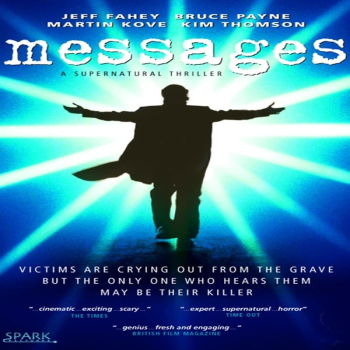 JEFF FAHEY BRUCE PAYNE
MARTIN KOVE KIM THOMSON
messages
A SUPERNATURAL THRILLER
VICTIMS ARE CRYING OUT FROM THE GRAVE
BUT THE ONLY ONE WHO HEARS THEM
MAY BE THEIR KILLER
"...cinematic...exciting...scary..."
THE TIMES
"...expert...supernatural...horror"
TIME OUT
"...genius...fresh and engaging..."
BRITISH FILM MAGAZINE
SPARK